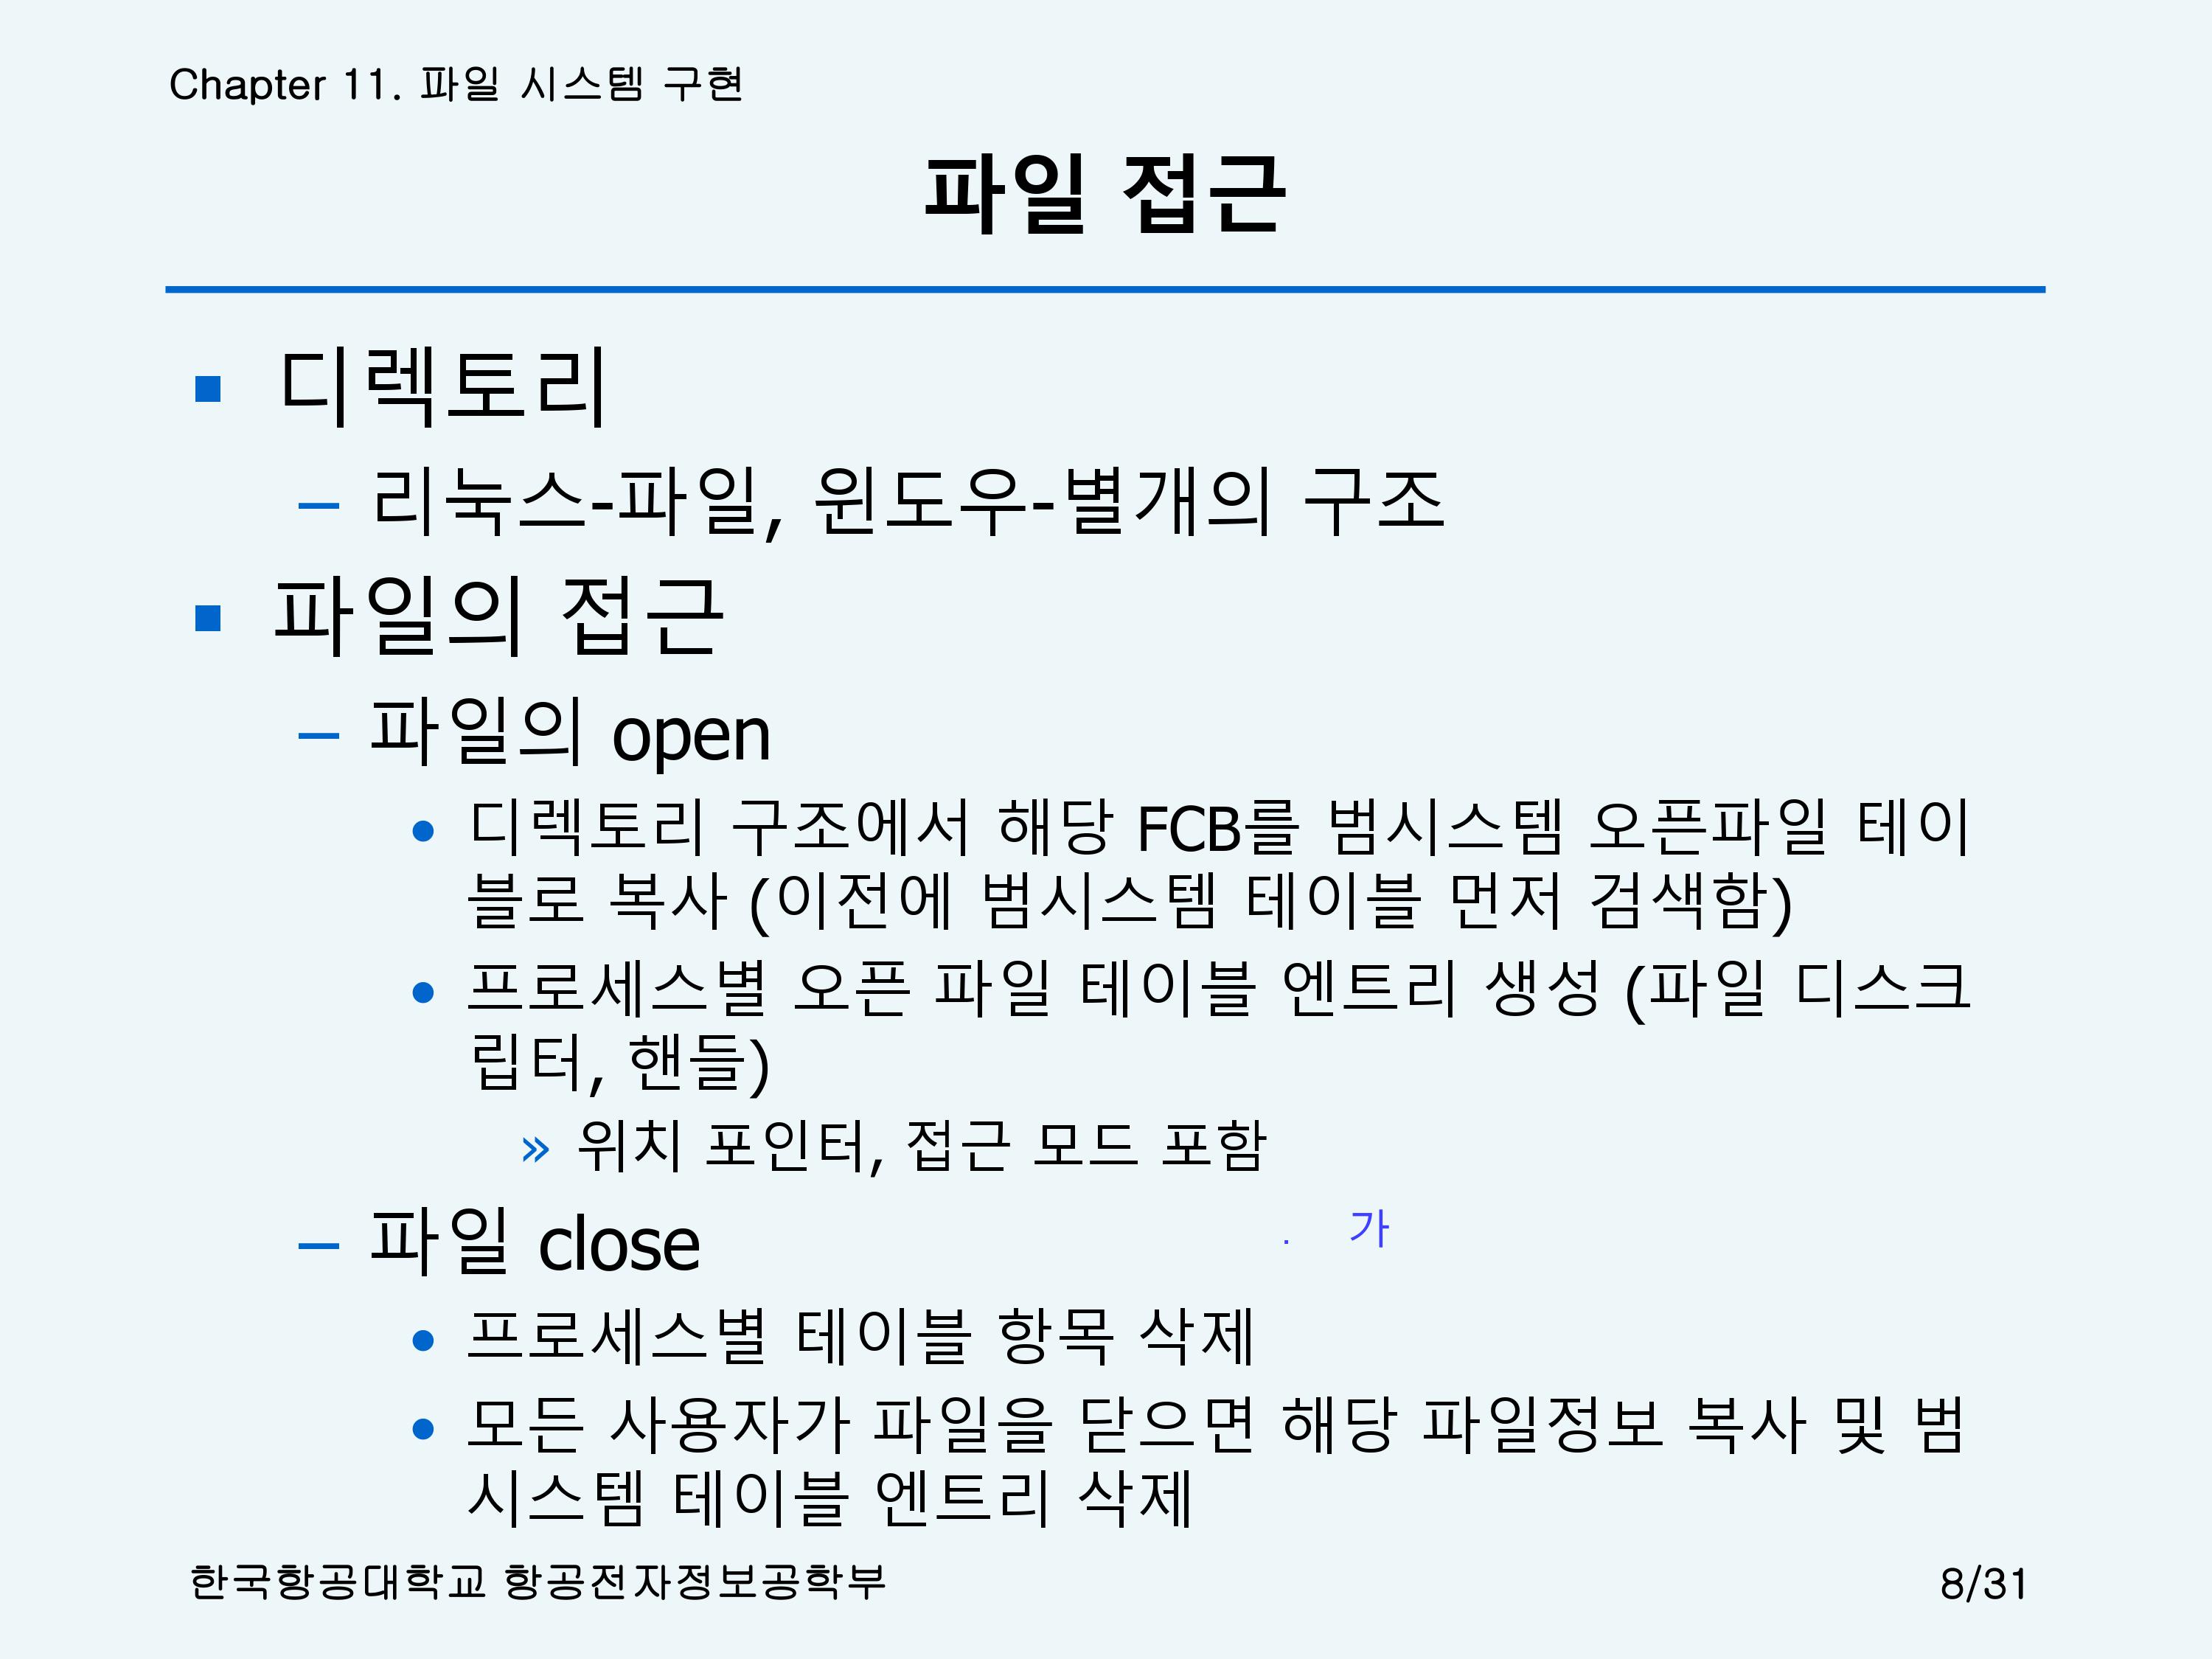 Chapter 11. 파일 시스템 구현
파일 접근
▪ 디렉토리
– 리눅스-파일, 윈도우-별개의 구조
▪ 파일의 접근
– 파일의 open
• 디렉토리 구조에서 해당 FCB를 범시스템 오픈파일 테이
블로 복사 (이전에 범시스템 테이블 먼저 검색함)
• 프로세스별 오픈 파일 테이블 엔트리 생성 (파일 디스크
립터, 핸들)
» 위치 포인터, 접근 모드 포함
– 파일 close
. 가
• 프로세스별 테이블 항목 삭제
• 모든 사용자가 파일을 닫으면 해당 파일정보 복사 및 범
시스템 테이블 엔트리 삭제
한국항공대학교 항공전자정보공학부
8/31